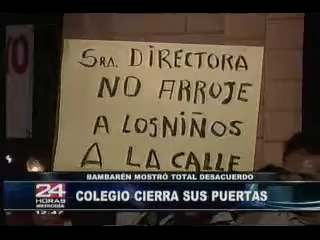 SRA. DIRECTORA
NO ARROJE
A LOS NIÑOS
A LA CALLE
BAMBARÉN MOSTRÓ TOTAL DESACUERDO
24
HORAS
COLEGIO CIERRA SUS PUERTAS
12:47